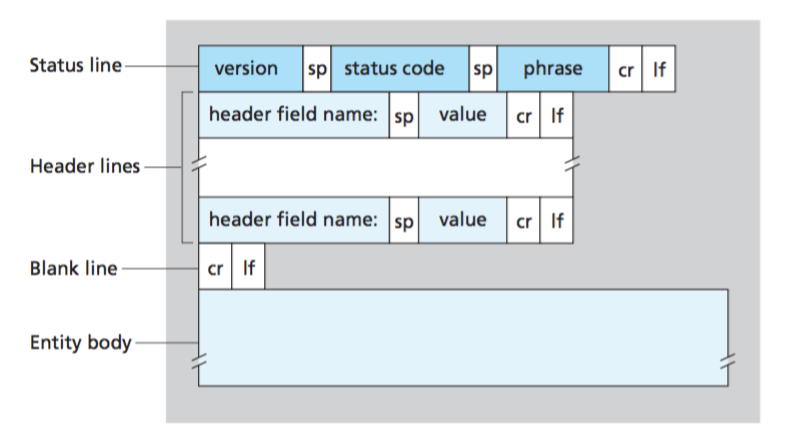 Status line
version sp status code sp phrase cr lf
header field name: sp value cr lf
Header lines
header field name: sp value cr lf
Blank line
cr lf
Entity body